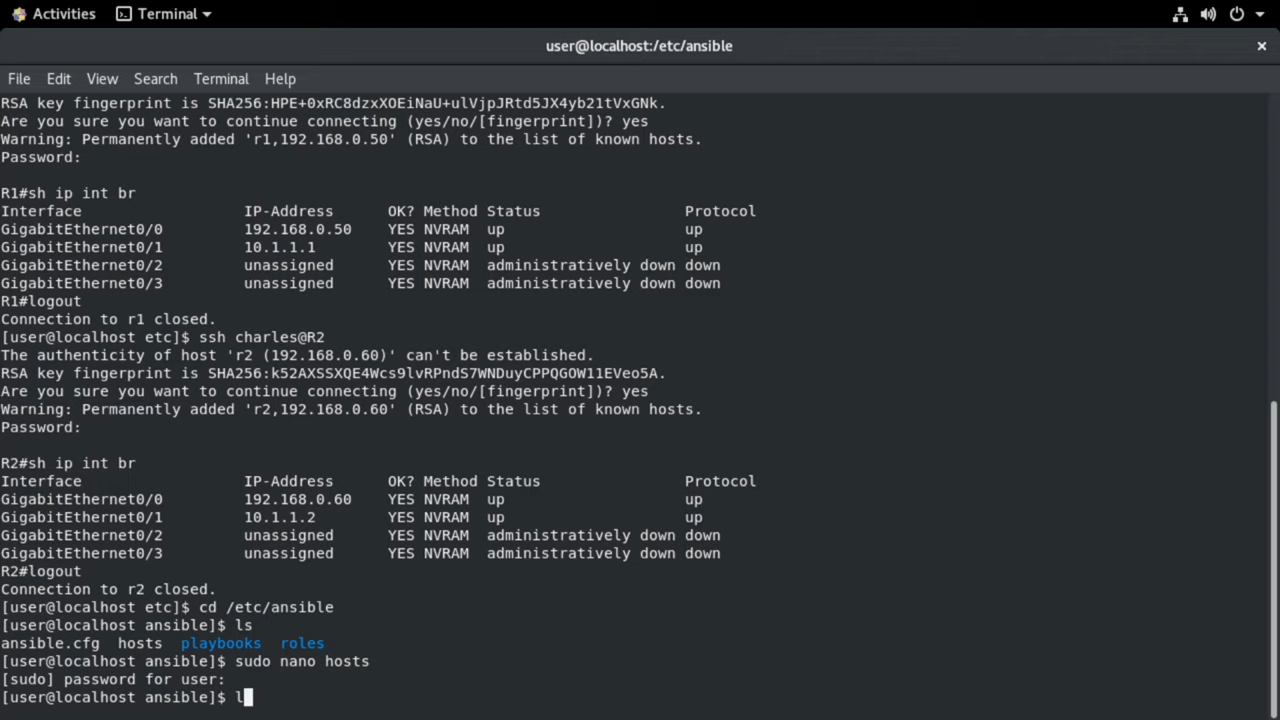 Activities Terminal
user@localhost:/etc/ansible
File Edit View Search Terminal Help
RSA key fingerprint is SHA256:HPE+0xRC8dzxXOEiNaU+ulVjpJRtd5JX4yb21tVxGNk.
Are you sure you want to continue connecting (yes/no/[fingerprint])? yes
Warning: Permanently added 'r1,192.168.0.50' (RSA) to the list of known hosts.
Password:
R1#sh ip int br
Interface IP-Address OK? Method Status Protocol
GigabitEthernet0/0 192.168.0.50 YES NVRAM up up
GigabitEthernet0/1 10.1.1.1 YES NVRAM up up
GigabitEthernet0/2 unassigned YES NVRAM administratively down down
GigabitEthernet0/3 unassigned YES NVRAM administratively down down
R1#logout
Connection to r1 closed.
[user@localhost etc]$ ssh charles@R2
The authenticity of host 'r2 (192.168.0.60)' can't be established.
RSA key fingerprint is SHA256:k52AXSSXQE4Wcs9lvRPndS7WNDuyCPPQGOW11EVeo5A.
Are you sure you want to continue connecting (yes/no/[fingerprint])? yes
Warning: Permanently added 'r2,192.168.0.60' (RSA) to the list of known hosts.
Password:
R2#sh ip int br
Interface IP-Address OK? Method Status Protocol
GigabitEthernet0/0 192.168.0.60 YES NVRAM up up
GigabitEthernet0/1 10.1.1.2 YES NVRAM up up
GigabitEthernet0/2 unassigned YES NVRAM administratively down down
GigabitEthernet0/3 unassigned YES NVRAM administratively down down
R2#logout
Connection to r2 closed.
[user@localhost etc]$ cd /etc/ansible
[user@localhost ansible]$ ls
ansible.cfg hosts playbooks roles
[user@localhost ansible]$ sudo nano hosts
[sudo] password for user:
[user@localhost ansible]$ l